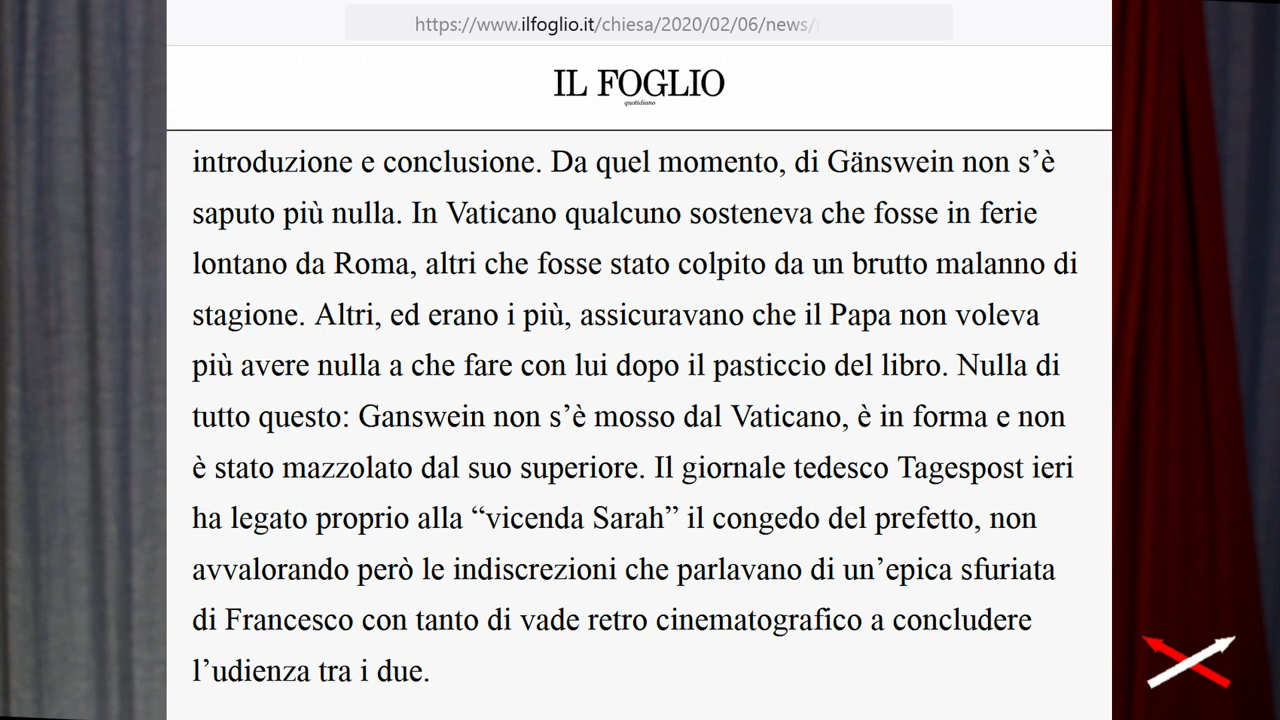 https://www.ilfoglio.it/chiesa/2020/02/06/news/
IL FOGLIO
quotidiano
introduzione e conclusione. Da quel momento, di Gänswein non s’è
saputo più nulla. In Vaticano qualcuno sosteneva che fosse in ferie
lontano da Roma, altri che fosse stato colpito da un brutto malanno di
stagione. Altri, ed erano i più, assicuravano che il Papa non voleva
più avere nulla a che fare con lui dopo il pasticcio del libro. Nulla di
tutto questo: Ganswein non s’è mosso dal Vaticano, è in forma e non
è stato mazzolato dal suo superiore. Il giornale tedesco Tagespost ieri
ha legato proprio alla “vicenda Sarah” il congedo del prefetto, non
avvalorando però le indiscrezioni che parlavano di un’epica sfuriata
di Francesco con tanto di vade retro cinematografico a concludere
l’udienza tra i due.